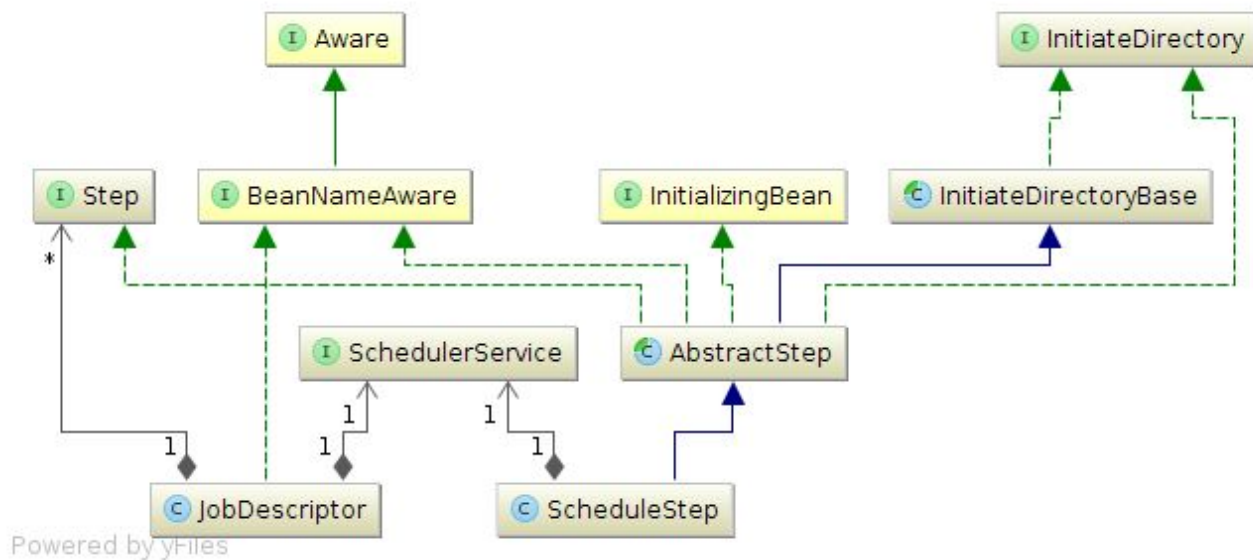 I Aware
I InitiateDirectory
I Step
I BeanNameAware
I InitializingBean
C InitiateDirectoryBase
*
I SchedulerService
C AbstractStep
1
1
1
1
1
C JobDescriptor
C ScheduleStep
Powered by yFiles